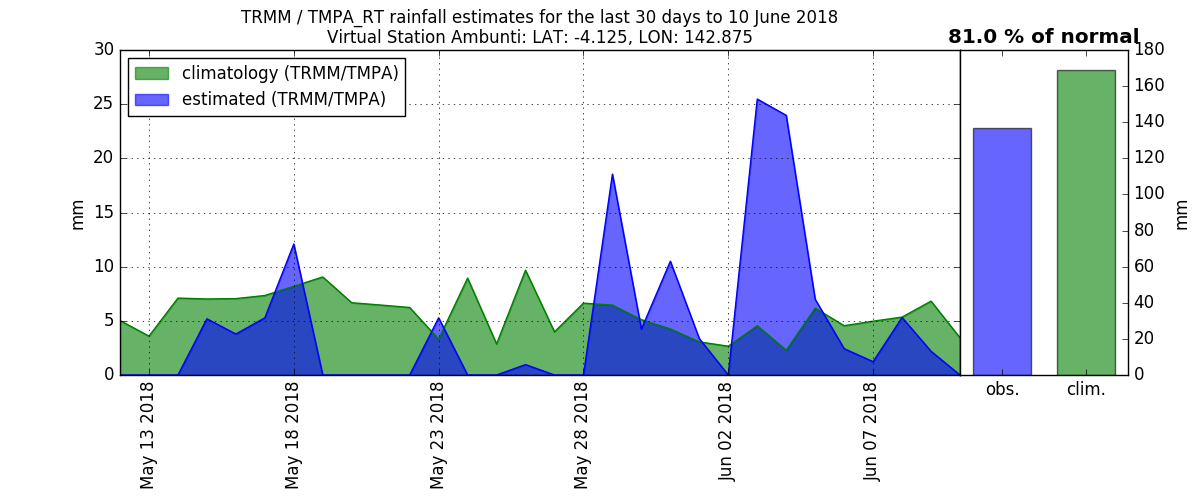 TRMM / TMPA_RT rainfall estimates for the last 30 days to 10 June 2018
Virtual Station Ambunti: LAT: -4.125, LON: 142.875
81.0 % of normal
climatology (TRMM/TMPA)
estimated (TRMM/TMPA)
mm
30
25
20
15
10
5
0
May 13 2018
May 18 2018
May 23 2018
May 28 2018
Jun 02 2018
Jun 07 2018
180
160
140
120
100
80
60
40
20
0
mm
obs.
clim.